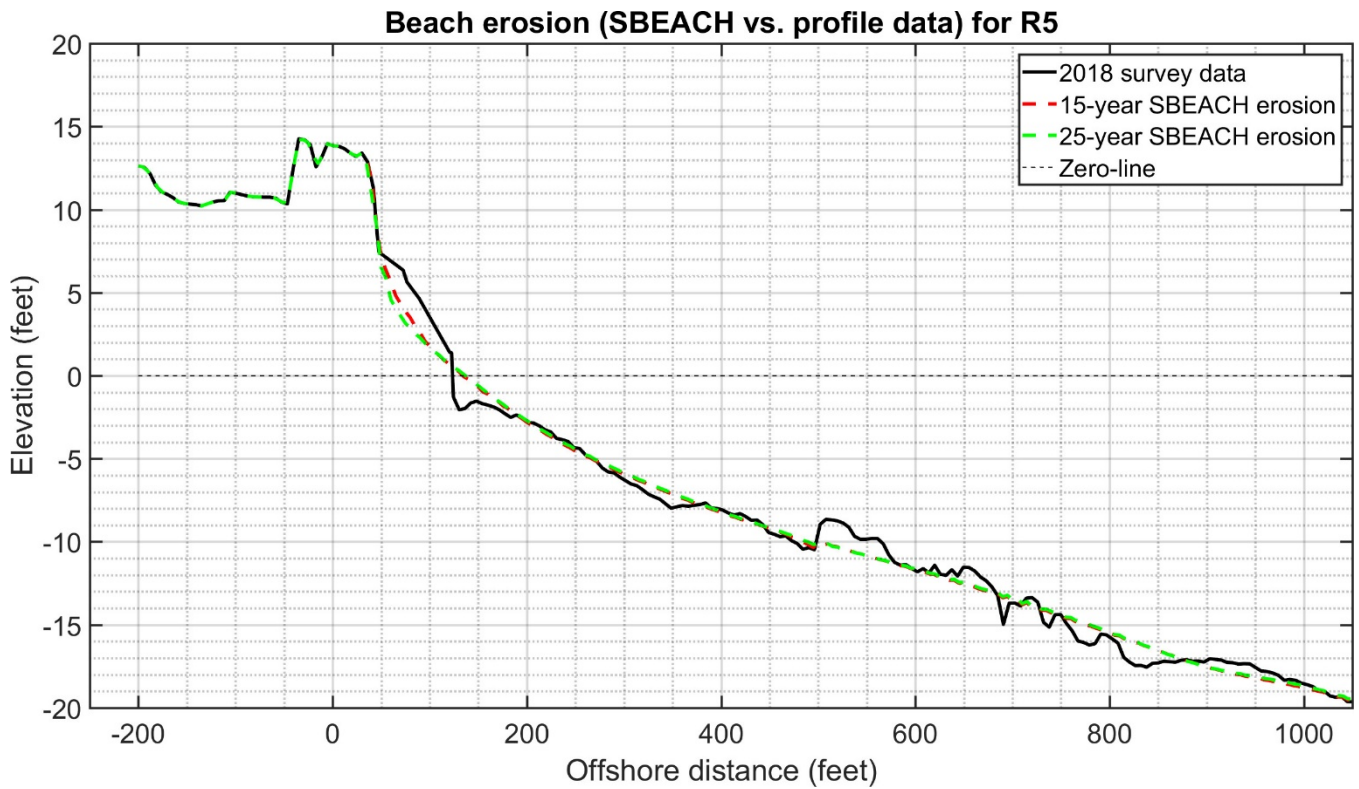 Beach erosion (SBEACH vs. profile data) for R5
2018 survey data
15-year SBEACH erosion
25-year SBEACH erosion
Zero-line
20
15
10
5
0
-5
-10
-15
-20
Elevation (feet)
-200
0
200
400
600
800
1000
Offshore distance (feet)